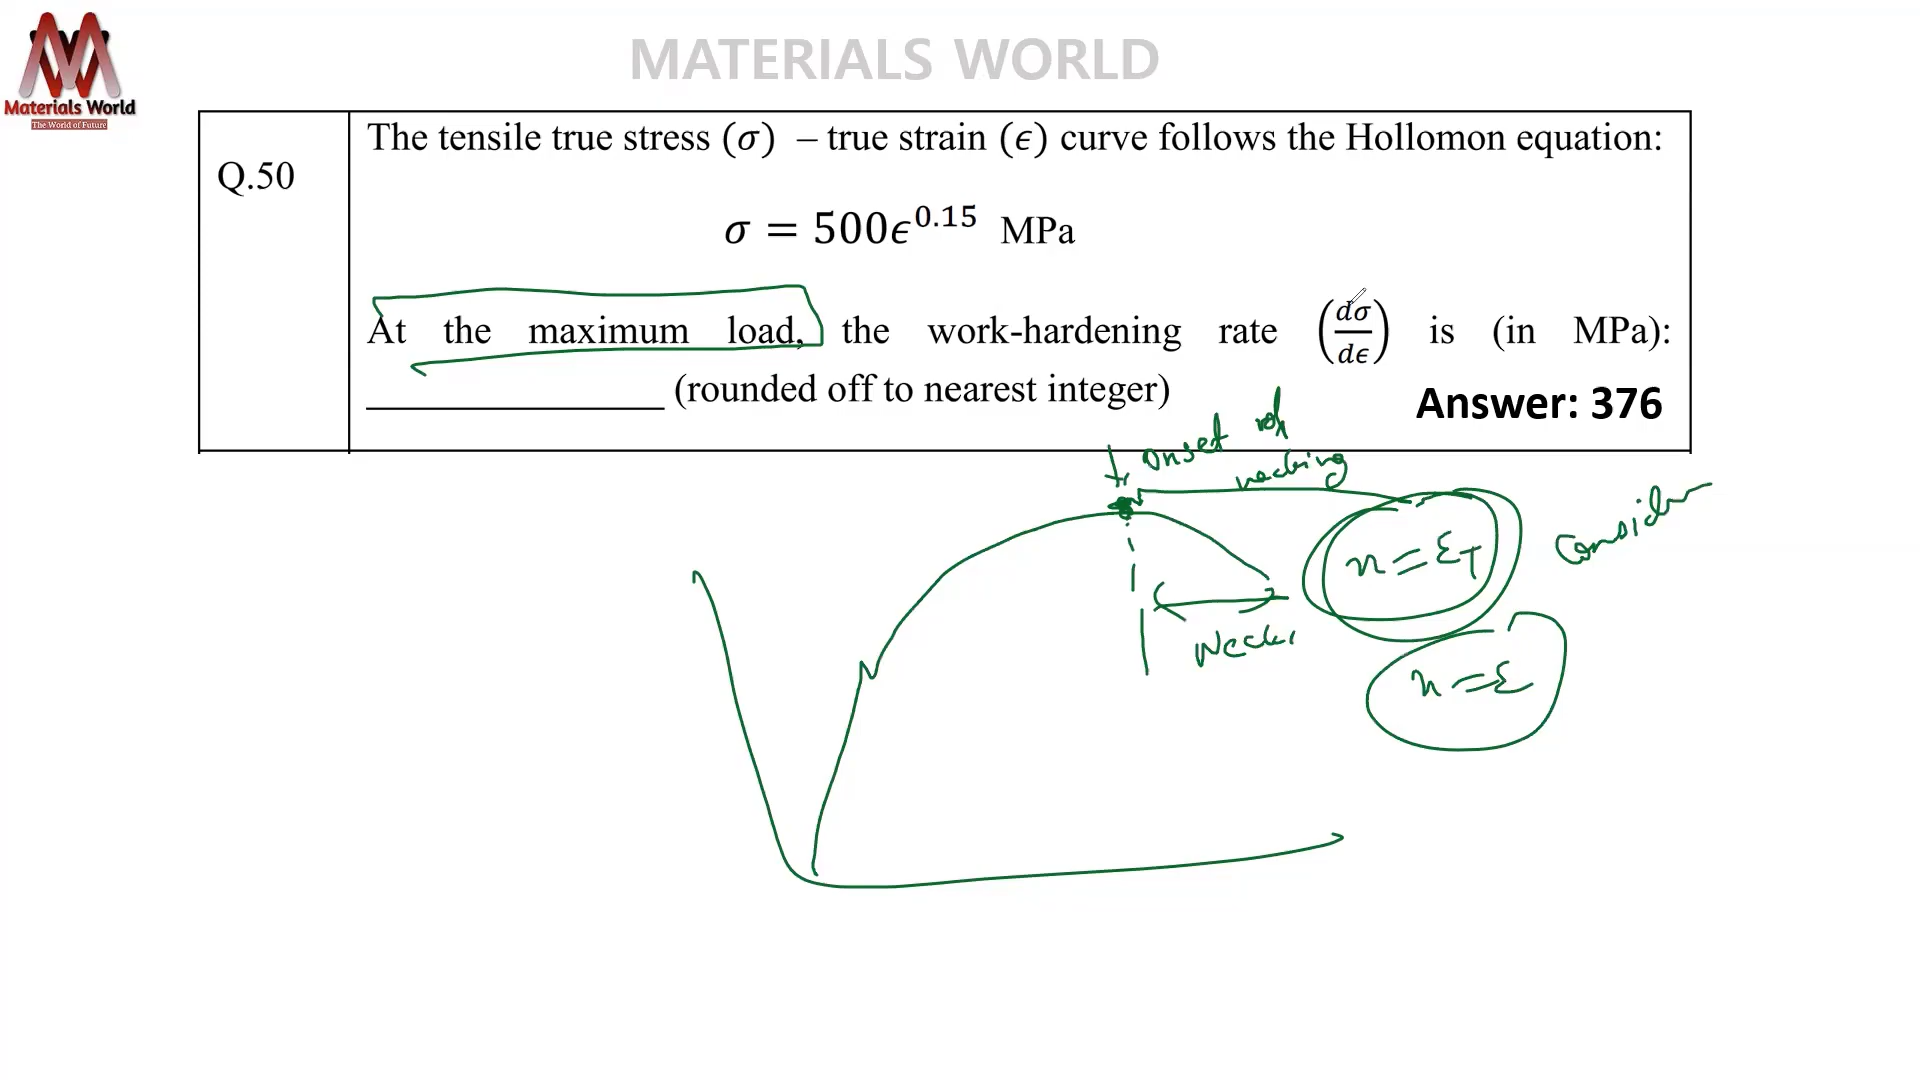 MATERIALS WORLD
Materials World
The World of Future
Q.50
The tensile true stress (σ) – true strain (ϵ) curve follows the Hollomon equation:
σ = 500ϵ^0.15 MPa
At the maximum load, the work-hardening rate (dσ/dϵ) is (in MPa):
____________ (rounded off to nearest integer)
Answer: 376
onset of
necking
n = ε_T
n = ε